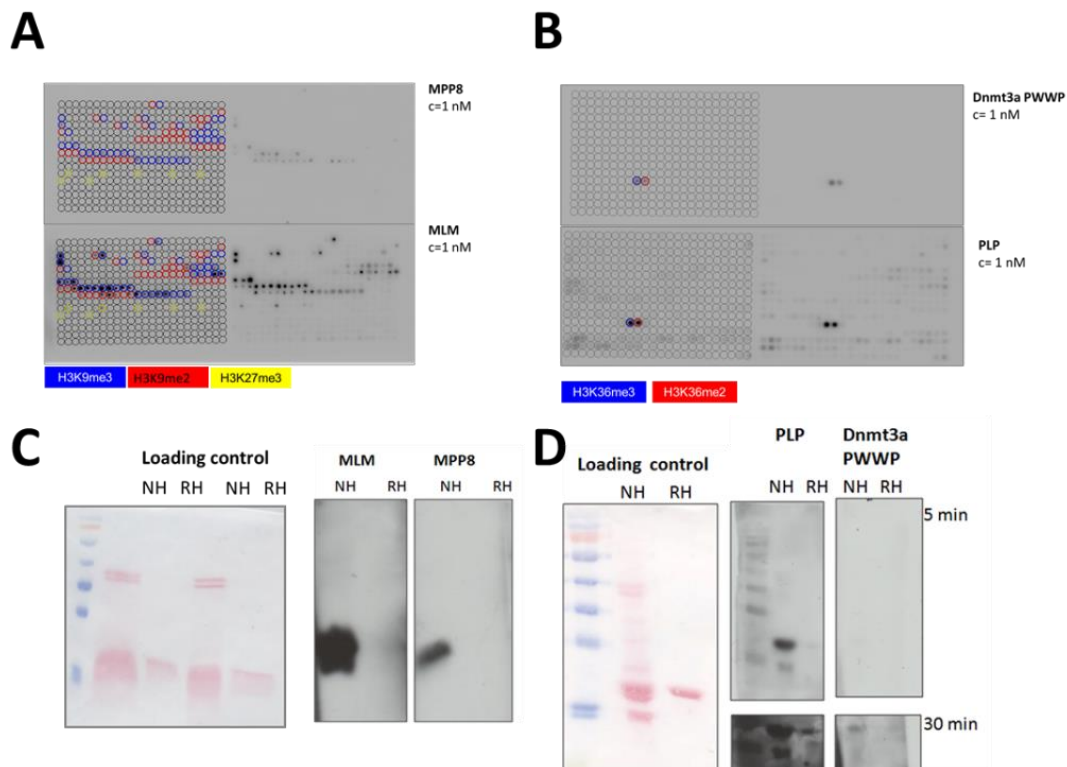 A
B
MPP8
c=1 nM
Dnmt3a PWWP
c= 1 nM
MLM
c=1 nM
PLP
c= 1 nM
H3K9me3 H3K9me2 H3K27me3
H3K36me3 H3K36me2
C
Loading control
NH RH NH RH
MLM MPP8
NH RH NH RH
D
Loading control
NH RH
PLP Dnmt3a
PWWP
NH RH NH RH
5 min
30 min